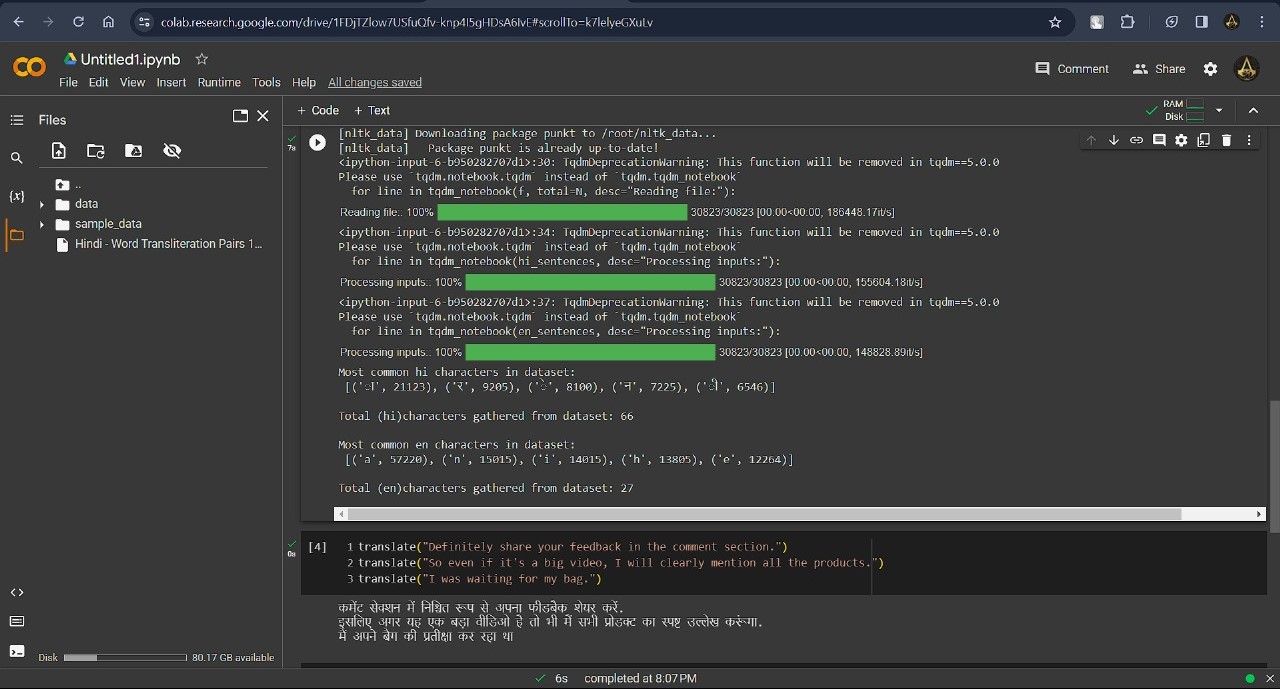 colab.research.google.com/drive/1FDjTZlow7USfuQfv-knp4I5gHDsA6IvE#scrollTo=k7lelyeGXutv
Untitled1.ipynb
File Edit View Insert Runtime Tools Help All changes saved
Comment Share
Files
+ Code + Text
RAM
Disk
..
data
sample_data
Hindi - Word Transliteration Pairs 1...
7s
[nltk_data] Downloading package punkt to /root/nltk_data...
[nltk_data] Package punkt is already up-to-date!
<ipython-input-6-b950282707d1>:30: TqdmDeprecationWarning: This function will be removed in tqdm==5.0.0
Please use `tqdm.notebook.tqdm` instead of `tqdm.tqdm_notebook`
for line in tqdm_notebook(f, total=N, desc="Reading file:"):
Reading file:: 100% 30823/30823 [00:00<00:00, 186448.17it/s]
<ipython-input-6-b950282707d1>:34: TqdmDeprecationWarning: This function will be removed in tqdm==5.0.0
Please use `tqdm.notebook.tqdm` instead of `tqdm.tqdm_notebook`
for line in tqdm_notebook(hi_sentences, desc="Processing inputs:"):
Processing inputs:: 100% 30823/30823 [00:00<00:00, 155604.18it/s]
<ipython-input-6-b950282707d1>:37: TqdmDeprecationWarning: This function will be removed in tqdm==5.0.0
Please use `tqdm.notebook.tqdm` instead of `tqdm.tqdm_notebook`
for line in tqdm_notebook(en_sentences, desc="Processing inputs:"):
Processing inputs:: 100% 30823/30823 [00:00<00:00, 148828.89it/s]
Most common hi characters in dataset:
[('ा', 21123), ('र', 9205), ('े', 8100), ('न', 7225), ('ी', 6546)]
Total (hi)characters gathered from dataset: 66
Most common en characters in dataset:
[('a', 57220), ('n', 15015), ('i', 14015), ('h', 13805), ('e', 12264)]
Total (en)characters gathered from dataset: 27
0s
[4] 1 translate("Definitely share your feedback in the comment section.")
2 translate("So even if it's a big video, I will clearly mention all the products.")
3 translate("I was waiting for my bag.")
कमेंट सेक्शन में निश्चित रूप से अपना फीडबैक शेयर करें.
इसलिए अगर यह एक बड़ा वीडिओ है तो भी मैं सभी प्रोडक्ट का स्पष्ट उल्लेख करूंगा.
मैं अपने बैग की प्रतीक्षा कर रहा था
Disk 80.17 GB available
6s completed at 8:07PM